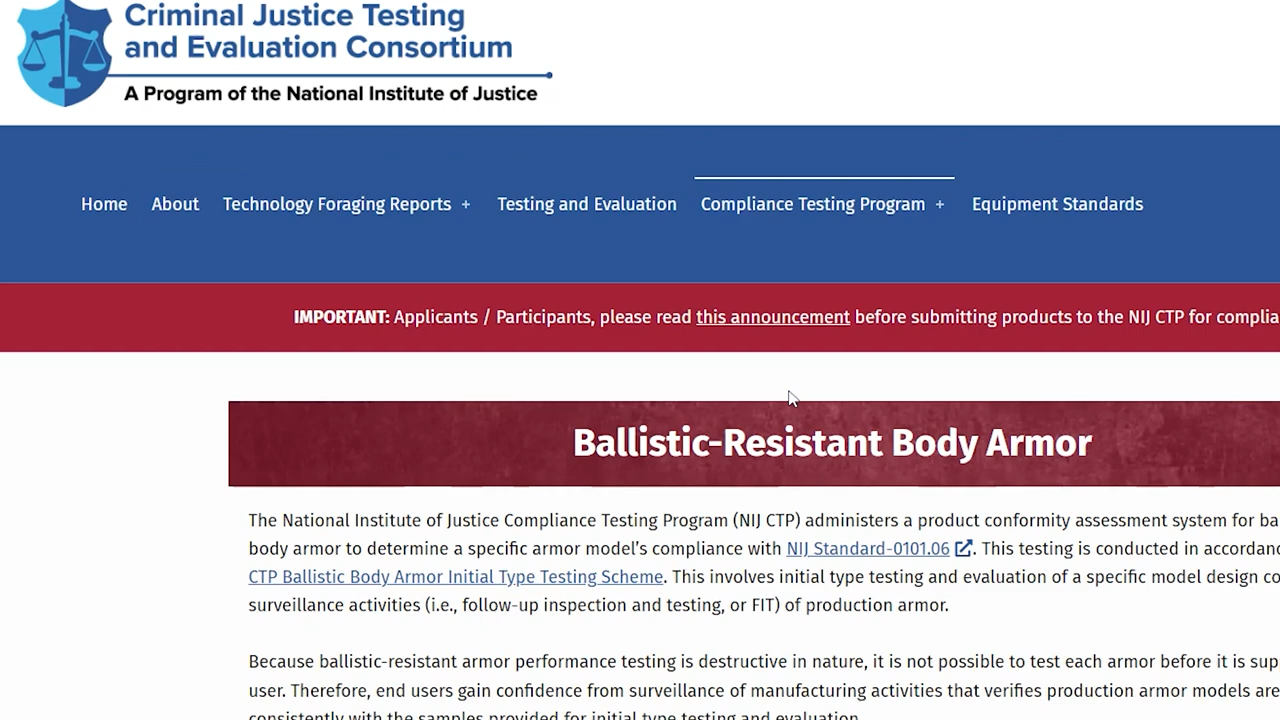 Criminal Justice Testing
and Evaluation Consortium
A Program of the National Institute of Justice
Home About Technology Foraging Reports + Testing and Evaluation Compliance Testing Program + Equipment Standards
IMPORTANT: Applicants / Participants, please read this announcement before submitting products to the NIJ CTP for complia
Ballistic-Resistant Body Armor
The National Institute of Justice Compliance Testing Program (NIJ CTP) administers a product conformity assessment system for ba
body armor to determine a specific armor model’s compliance with NIJ Standard-0101.06. This testing is conducted in accordanc
CTP Ballistic Body Armor Initial Type Testing Scheme. This involves initial type testing and evaluation of a specific model design co
surveillance activities (i.e., follow-up inspection and testing, or FIT) of production armor.
Because ballistic-resistant armor performance testing is destructive in nature, it is not possible to test each armor before it is sup
user. Therefore, end users gain confidence from surveillance of manufacturing activities that verifies production armor models are
consistently with the samples provided for initial type testing and evaluation.